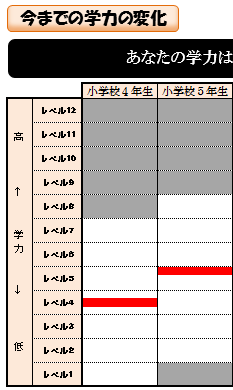 今までの学力の変化
あなたの学力は
小学校4年生 小学校5年生
高 ↑ 学力 ↓ 低
レベル12
レベル11
レベル10
レベル9
レベル8
レベル7
レベル6
レベル5
レベル4
レベル3
レベル2
レベル1